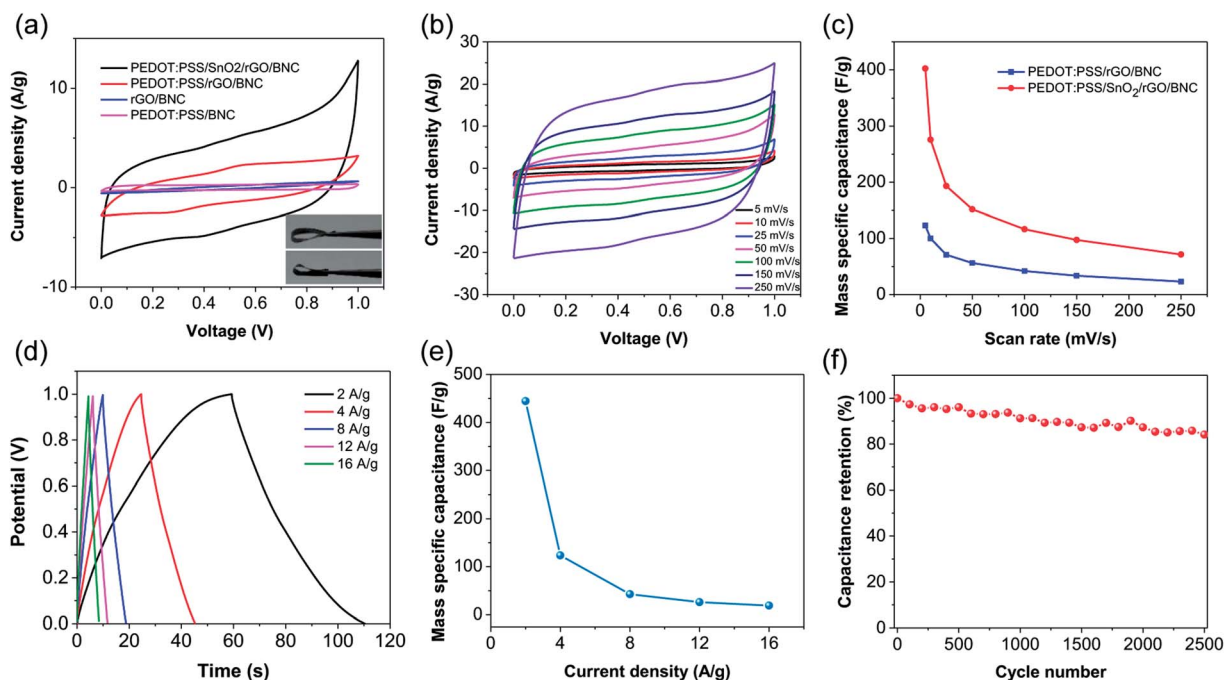 (a)
Current density (A/g)
10
0
-10
PEDOT:PSS/SnO2/rGO/BNC
PEDOT:PSS/rGO/BNC
rGO/BNC
PEDOT:PSS/BNC
0.0 0.2 0.4 0.6 0.8 1.0
Voltage (V)
(b)
Current density (A/g)
30
20
10
0
-10
-20
-30
5 mV/s
10 mV/s
25 mV/s
50 mV/s
100 mV/s
150 mV/s
250 mV/s
0.0 0.2 0.4 0.6 0.8 1.0
Voltage (V)
(c)
Mass specific capacitance (F/g)
450
400
350
300
250
200
150
100
50
0
PEDOT:PSS/rGO/BNC
PEDOT:PSS/SnO₂/rGO/BNC
0 50 100 150 200 250
Scan rate (mV/s)
(d)
Potential (V)
1.0
0.8
0.6
0.4
0.2
0.0
2 A/g
4 A/g
8 A/g
12 A/g
16 A/g
0 20 40 60 80 100 120
Time (s)
(e)
Mass specific capacitance (F/g)
500
450
400
300
200
100
0
0 4 8 12 16
Current density (A/g)
(f)
Capacitance retention (%)
100
80
60
40
20
0
0 500 1000 1500 2000 2500
Cycle number